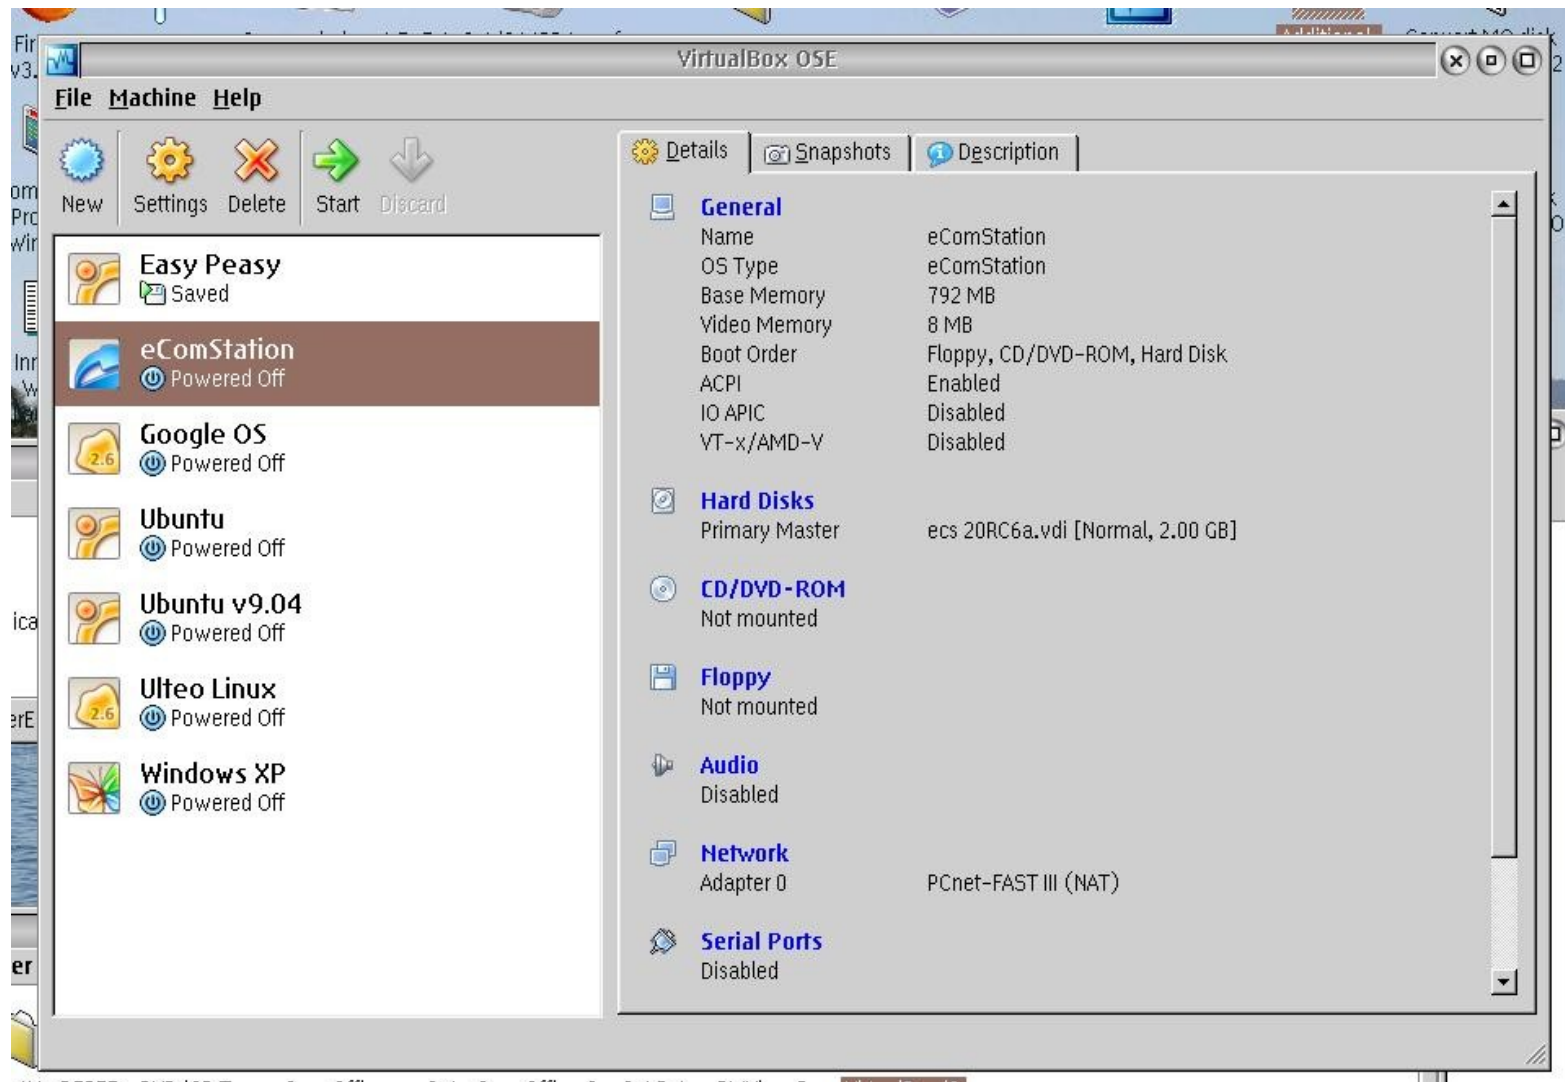 VirtualBox OSE
File Machine Help
New
Settings
Delete
Start
Discard
Easy Peasy
Saved
eComStation
Powered Off
Google OS
2.6
Powered Off
Ubuntu
Powered Off
Ubuntu v9.04
Powered Off
Ulteo Linux
2.6
Powered Off
Windows XP
Powered Off
Details
Snapshots
Description
General
Name eComStation
OS Type eComStation
Base Memory 792 MB
Video Memory 8 MB
Boot Order Floppy, CD/DVD-ROM, Hard Disk
ACPI Enabled
IO APIC Disabled
VT-x/AMD-V Disabled
Hard Disks
Primary Master ecs 20RC6a.vdi [Normal, 2.00 GB]
CD/DVD-ROM
Not mounted
Floppy
Not mounted
Audio
Disabled
Network
Adapter 0 PCnet-FAST III (NAT)
Serial Ports
Disabled